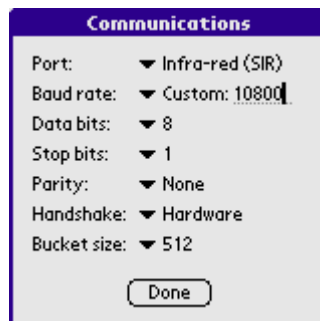 Communications
Port: Infra-red (SIR)
Baud rate: Custom: 10800
Data bits: 8
Stop bits: 1
Parity: None
Handshake: Hardware
Bucket size: 512
Done